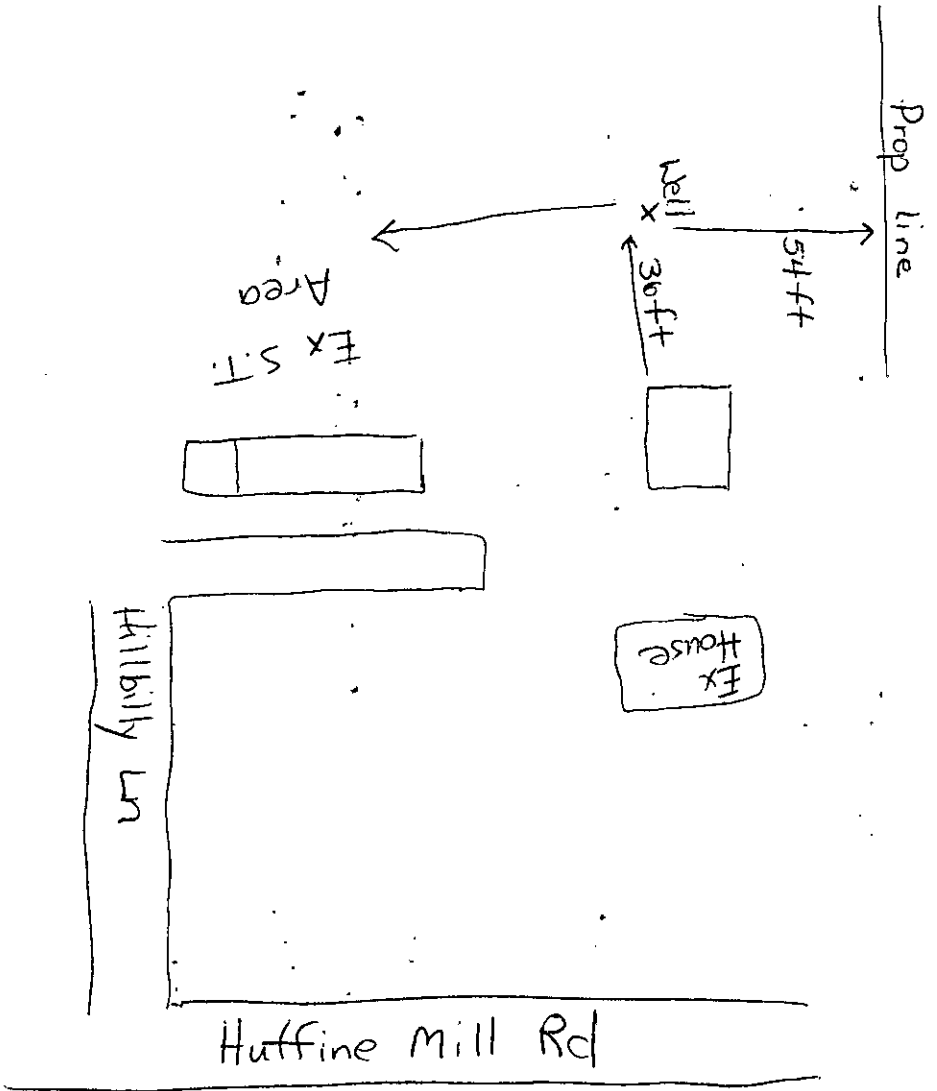 Prop line
Well
X
54ft
36ft
Ex S.T.
Area
Ex
House
Hillbilly Ln
Huffine Mill Rd